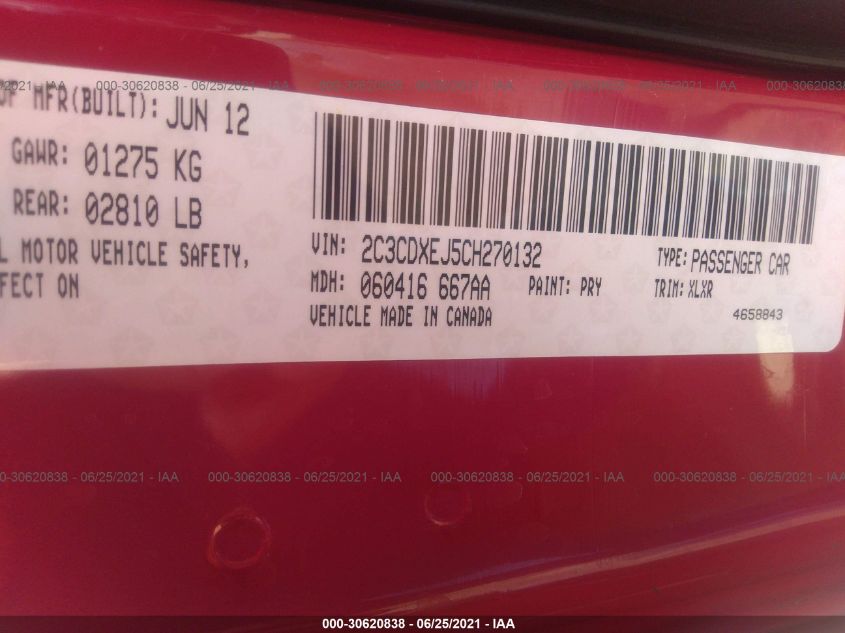 2021 - IAA 000-30620838 - 06/25/2021 - IAA 000-30620838 - 06/25/2021 - IAA 000-30620838 - 06/25/2021 - IAA 000-30620838
OF MFR(BUILT): JUN 12
GAWR: 01275 KG
REAR: 02810 LB
L MOTOR VEHICLE SAFETY,
FECT ON
VIN: 2C3CDXEJ5CH270132 TYPE: PASSENGER CAR
MDH: 060416 667AA PAINT: PRY TRIM: XLXR
VEHICLE MADE IN CANADA 4658843
000-30620838 - 06/25/2021 - IAA 000-30620838 - 06/25/2021 - IAA 000-30620838 - 06/25/2021 - IAA 000-30620838 - 06/25/2021 - IAA
000-30620838 - 06/25/2021 - IAA